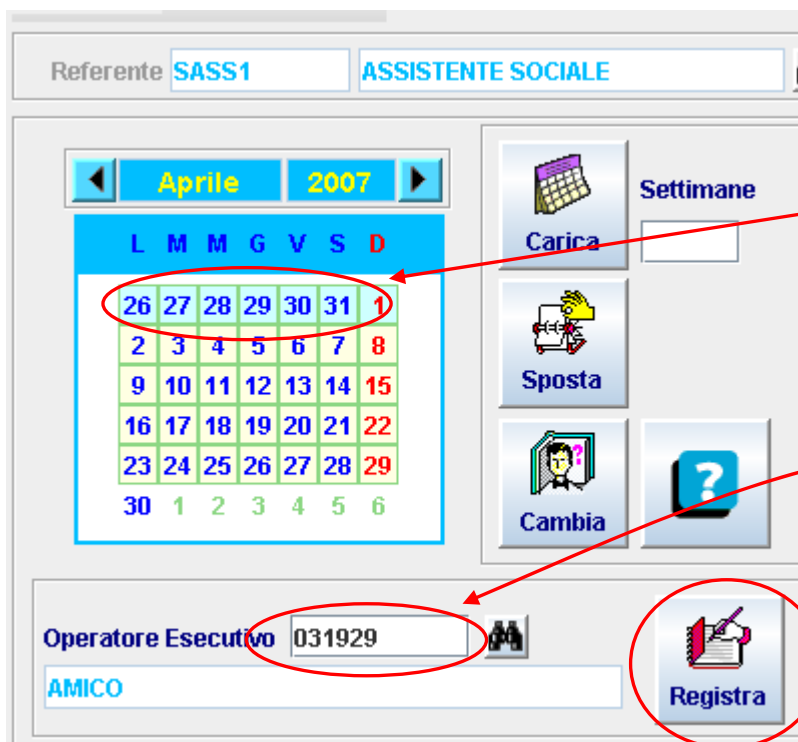 Referente SASS1 ASSISTENTE SOCIALE
Aprile 2007
L M M G V S D
26 27 28 29 30 31 1
2 3 4 5 6 7 8
9 10 11 12 13 14 15
16 17 18 19 20 21 22
23 24 25 26 27 28 29
30 1 2 3 4 5 6
Carica
Settimane
Sposta
Cambia
?
Operatore Esecutivo 031929
AMICO
Registra